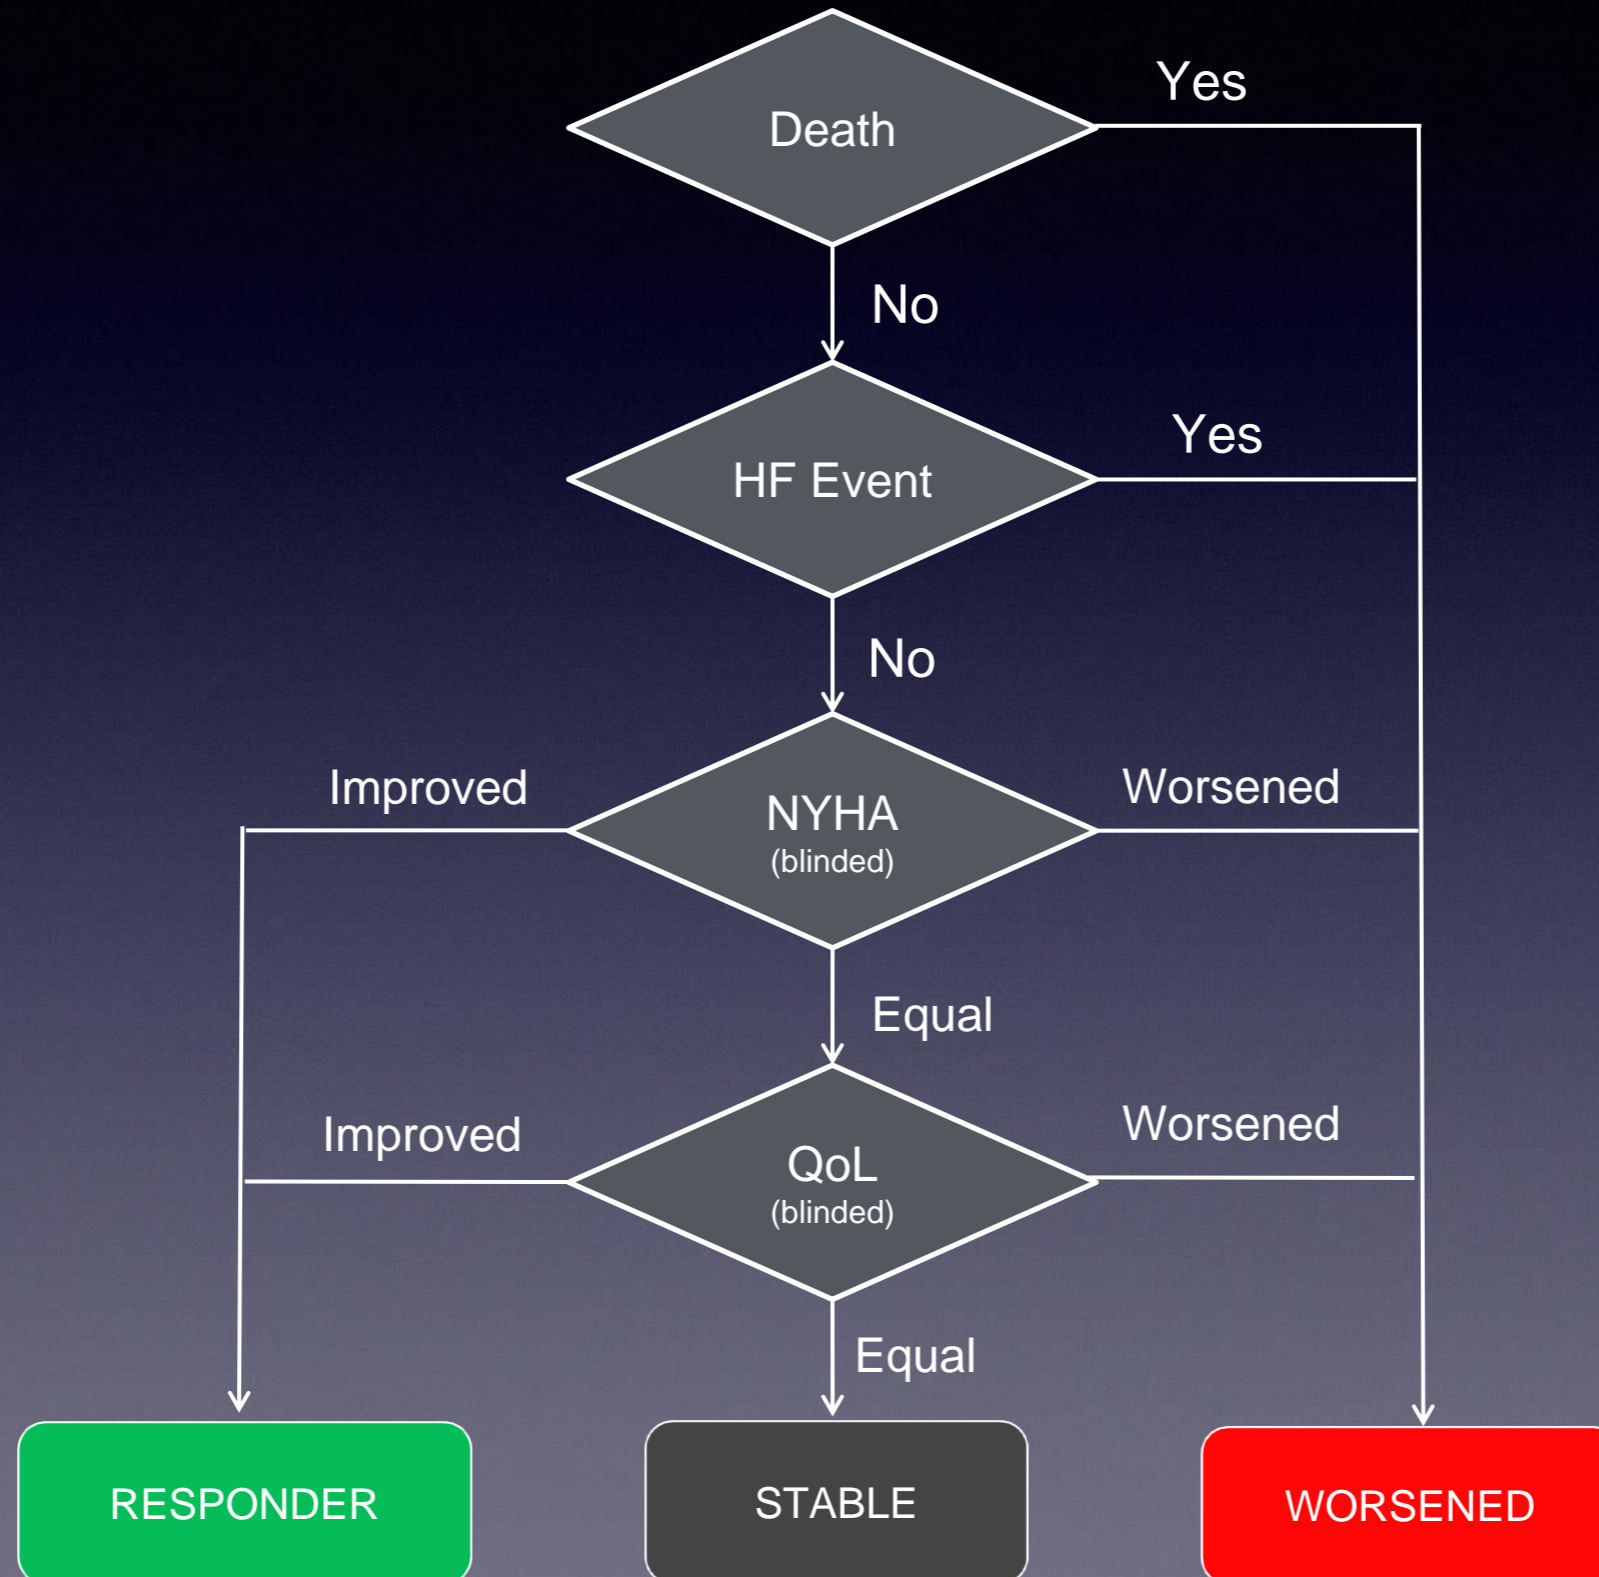 Death
Yes
No
HF Event
Yes
No
Improved
NYHA
(blinded)
Worsened
Equal
Improved
QoL
(blinded)
Worsened
Equal
RESPONDER
STABLE
WORSENED